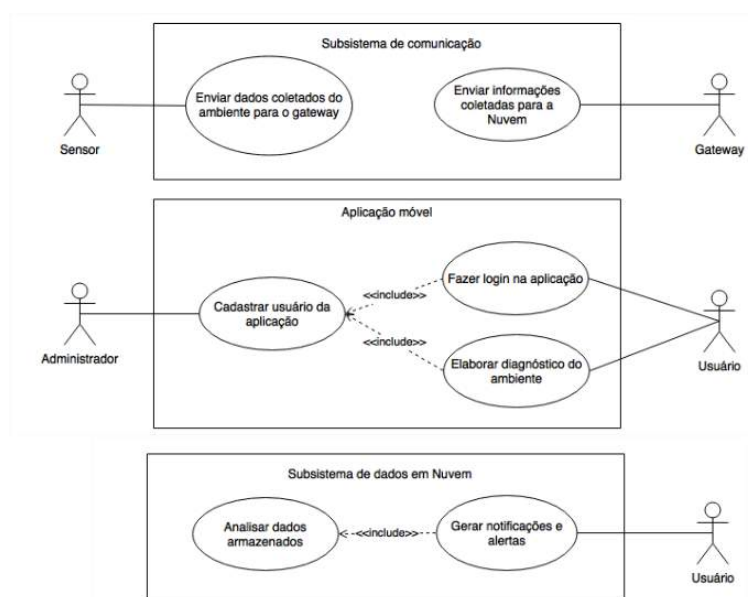 Subsistema de comunicação
Enviar dados coletados do
ambiente para o gateway
Enviar informações
coletadas para a
Nuvem
Sensor
Gateway
Aplicação móvel
Cadastrar usuário da
aplicação
<<include>>
Fazer login na aplicação
<<include>>
Elaborar diagnóstico do
ambiente
Administrador
Usuário
Subsistema de dados em Nuvem
Analisar dados
armazenados
<<include>>
Gerar notificações e
alertas
Usuário